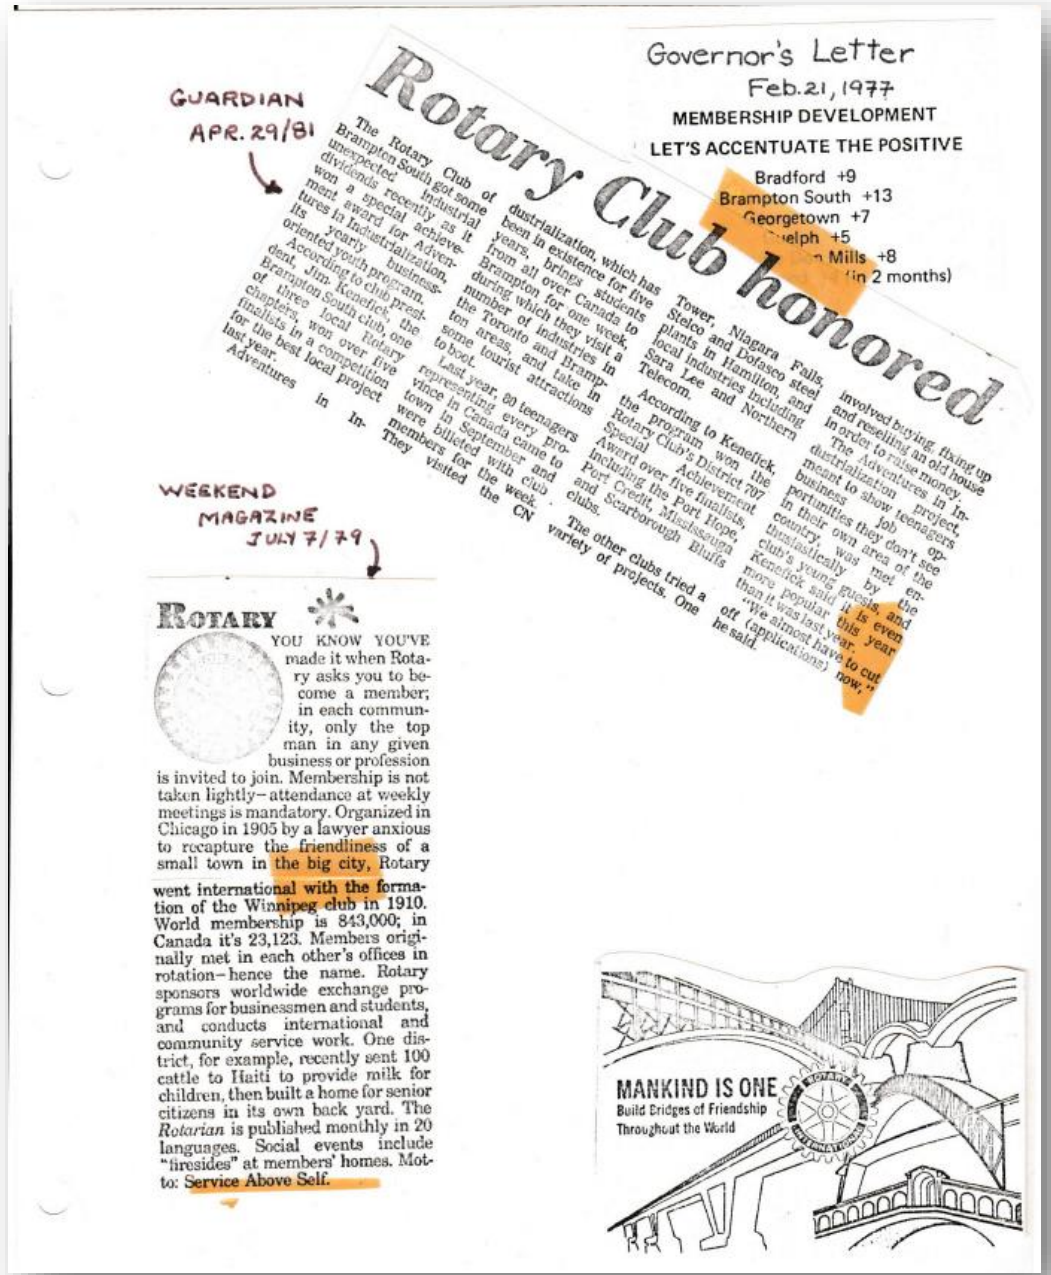 GUARDIAN
APR. 29/81
Governor's Letter
Feb. 21, 1977
MEMBERSHIP DEVELOPMENT
LET'S ACCENTUATE THE POSITIVE
Bradford +9
Brampton South +13
Georgetown +7
uelph +5
n Mills +8
(in 2 months)
Rotary Club honored
The Rotary Club of
Brampton South got some
unexpected industrial
dividends recently as it
won a special achieve-
ment award for Adven-
tures in Industrialization,
its yearly business-
oriented youth program.
According to club presi-
dent, Jim Kenefick, the
Brampton South club, one
of three local Rotary
chapters, won over five
finalists in a competition
for the best local project
last year.
Adventures in In-
dustrialization, which has
been in existence for five
years, brings students
from all over Canada to
Brampton for one week
during which they visit a
number of industries in
the Toronto and Bramp-
ton areas, and take in
some tourist attractions
to boot.
Last year, 80 teenagers
representing every pro-
vince in Canada came to
town in September and
were billeted with club
members for the week.
They visited the CN
Tower, Niagara Falls,
Stelco and Dofasco steel
plants in Hamilton, and
local industries including
Sara Lee and Northern
Telecom.
According to Kenefick,
the program won the
Rotary Club's District 707
Special Achievement
Award over five finalists,
including the Port Hope,
Port Credit, Mississauga
and Scarborough Bluffs
clubs.
The other clubs tried a
variety of projects. One
involved buying, fixing up
and reselling an old house
in order to raise money.
The Adventures in In-
dustrialization project,
meant to show teenagers
business job op-
portunities they don't see
in their own area of the
country, was met en-
thusiastically by the
club's young guests, and
Kenefick said it is even
more popular this year
than it was last year.
"We almost have to cut
off (applications) now,"
he said.
WEEKEND
MAGAZINE
JULY 7/79
ROTARY
YOU KNOW YOU'VE
made it when Rota-
ry asks you to be-
come a member;
in each commun-
ity, only the top
man in any given
business or profession
is invited to join. Membership is not
taken lightly—attendance at weekly
meetings is mandatory. Organized in
Chicago in 1905 by a lawyer anxious
to recapture the friendliness of a
small town in the big city, Rotary
went international with the forma-
tion of the Winnipeg club in 1910.
World membership is 843,000; in
Canada it's 23,123. Members origi-
nally met in each other's offices in
rotation—hence the name. Rotary
sponsors worldwide exchange pro-
grams for businessmen and students,
and conducts international and
community service work. One dis-
trict, for example, recently sent 100
cattle to Haiti to provide milk for
children, then built a home for senior
citizens in its own back yard. The
Rotarian is published monthly in 20
languages. Social events include
"firesides" at members' homes. Mot-
to: Service Above Self.
MANKIND IS ONE
Build Bridges of Friendship
Throughout the World
ROTARY
INTERNATIONAL